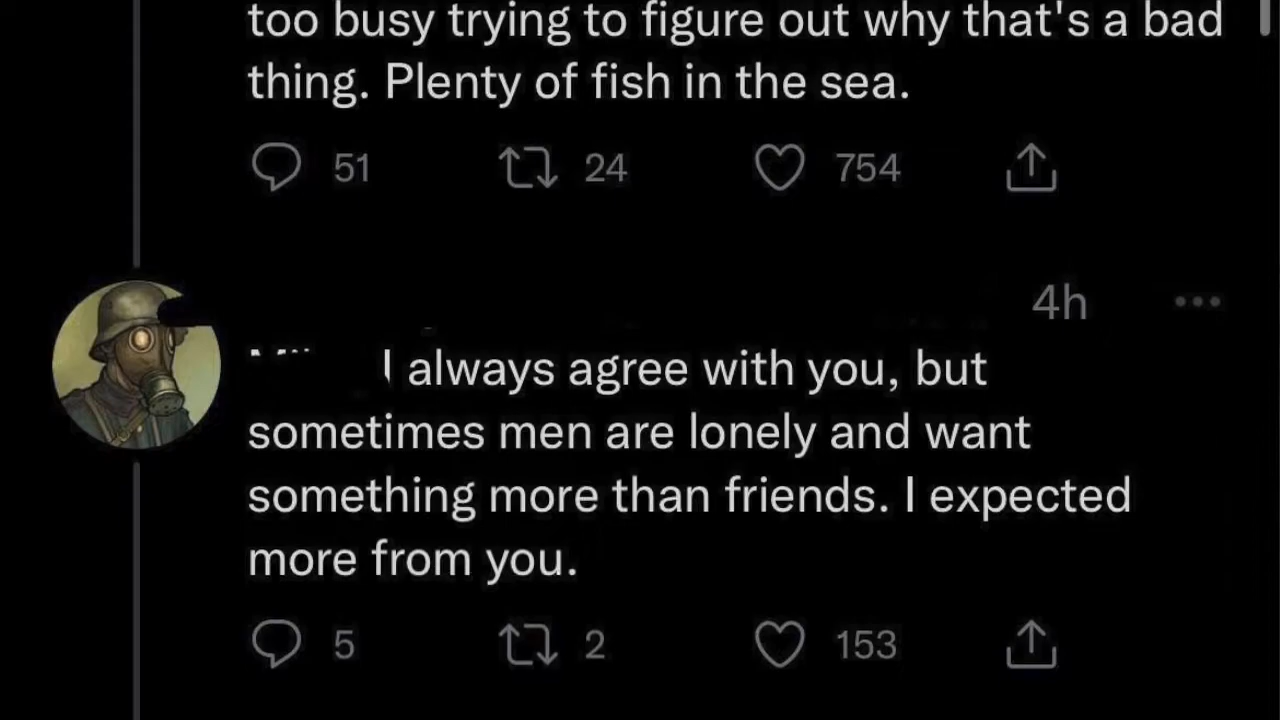 too busy trying to figure out why that's a bad
thing. Plenty of fish in the sea.
51 24 754
4h
I always agree with you, but
sometimes men are lonely and want
something more than friends. I expected
more from you.
5 2 153